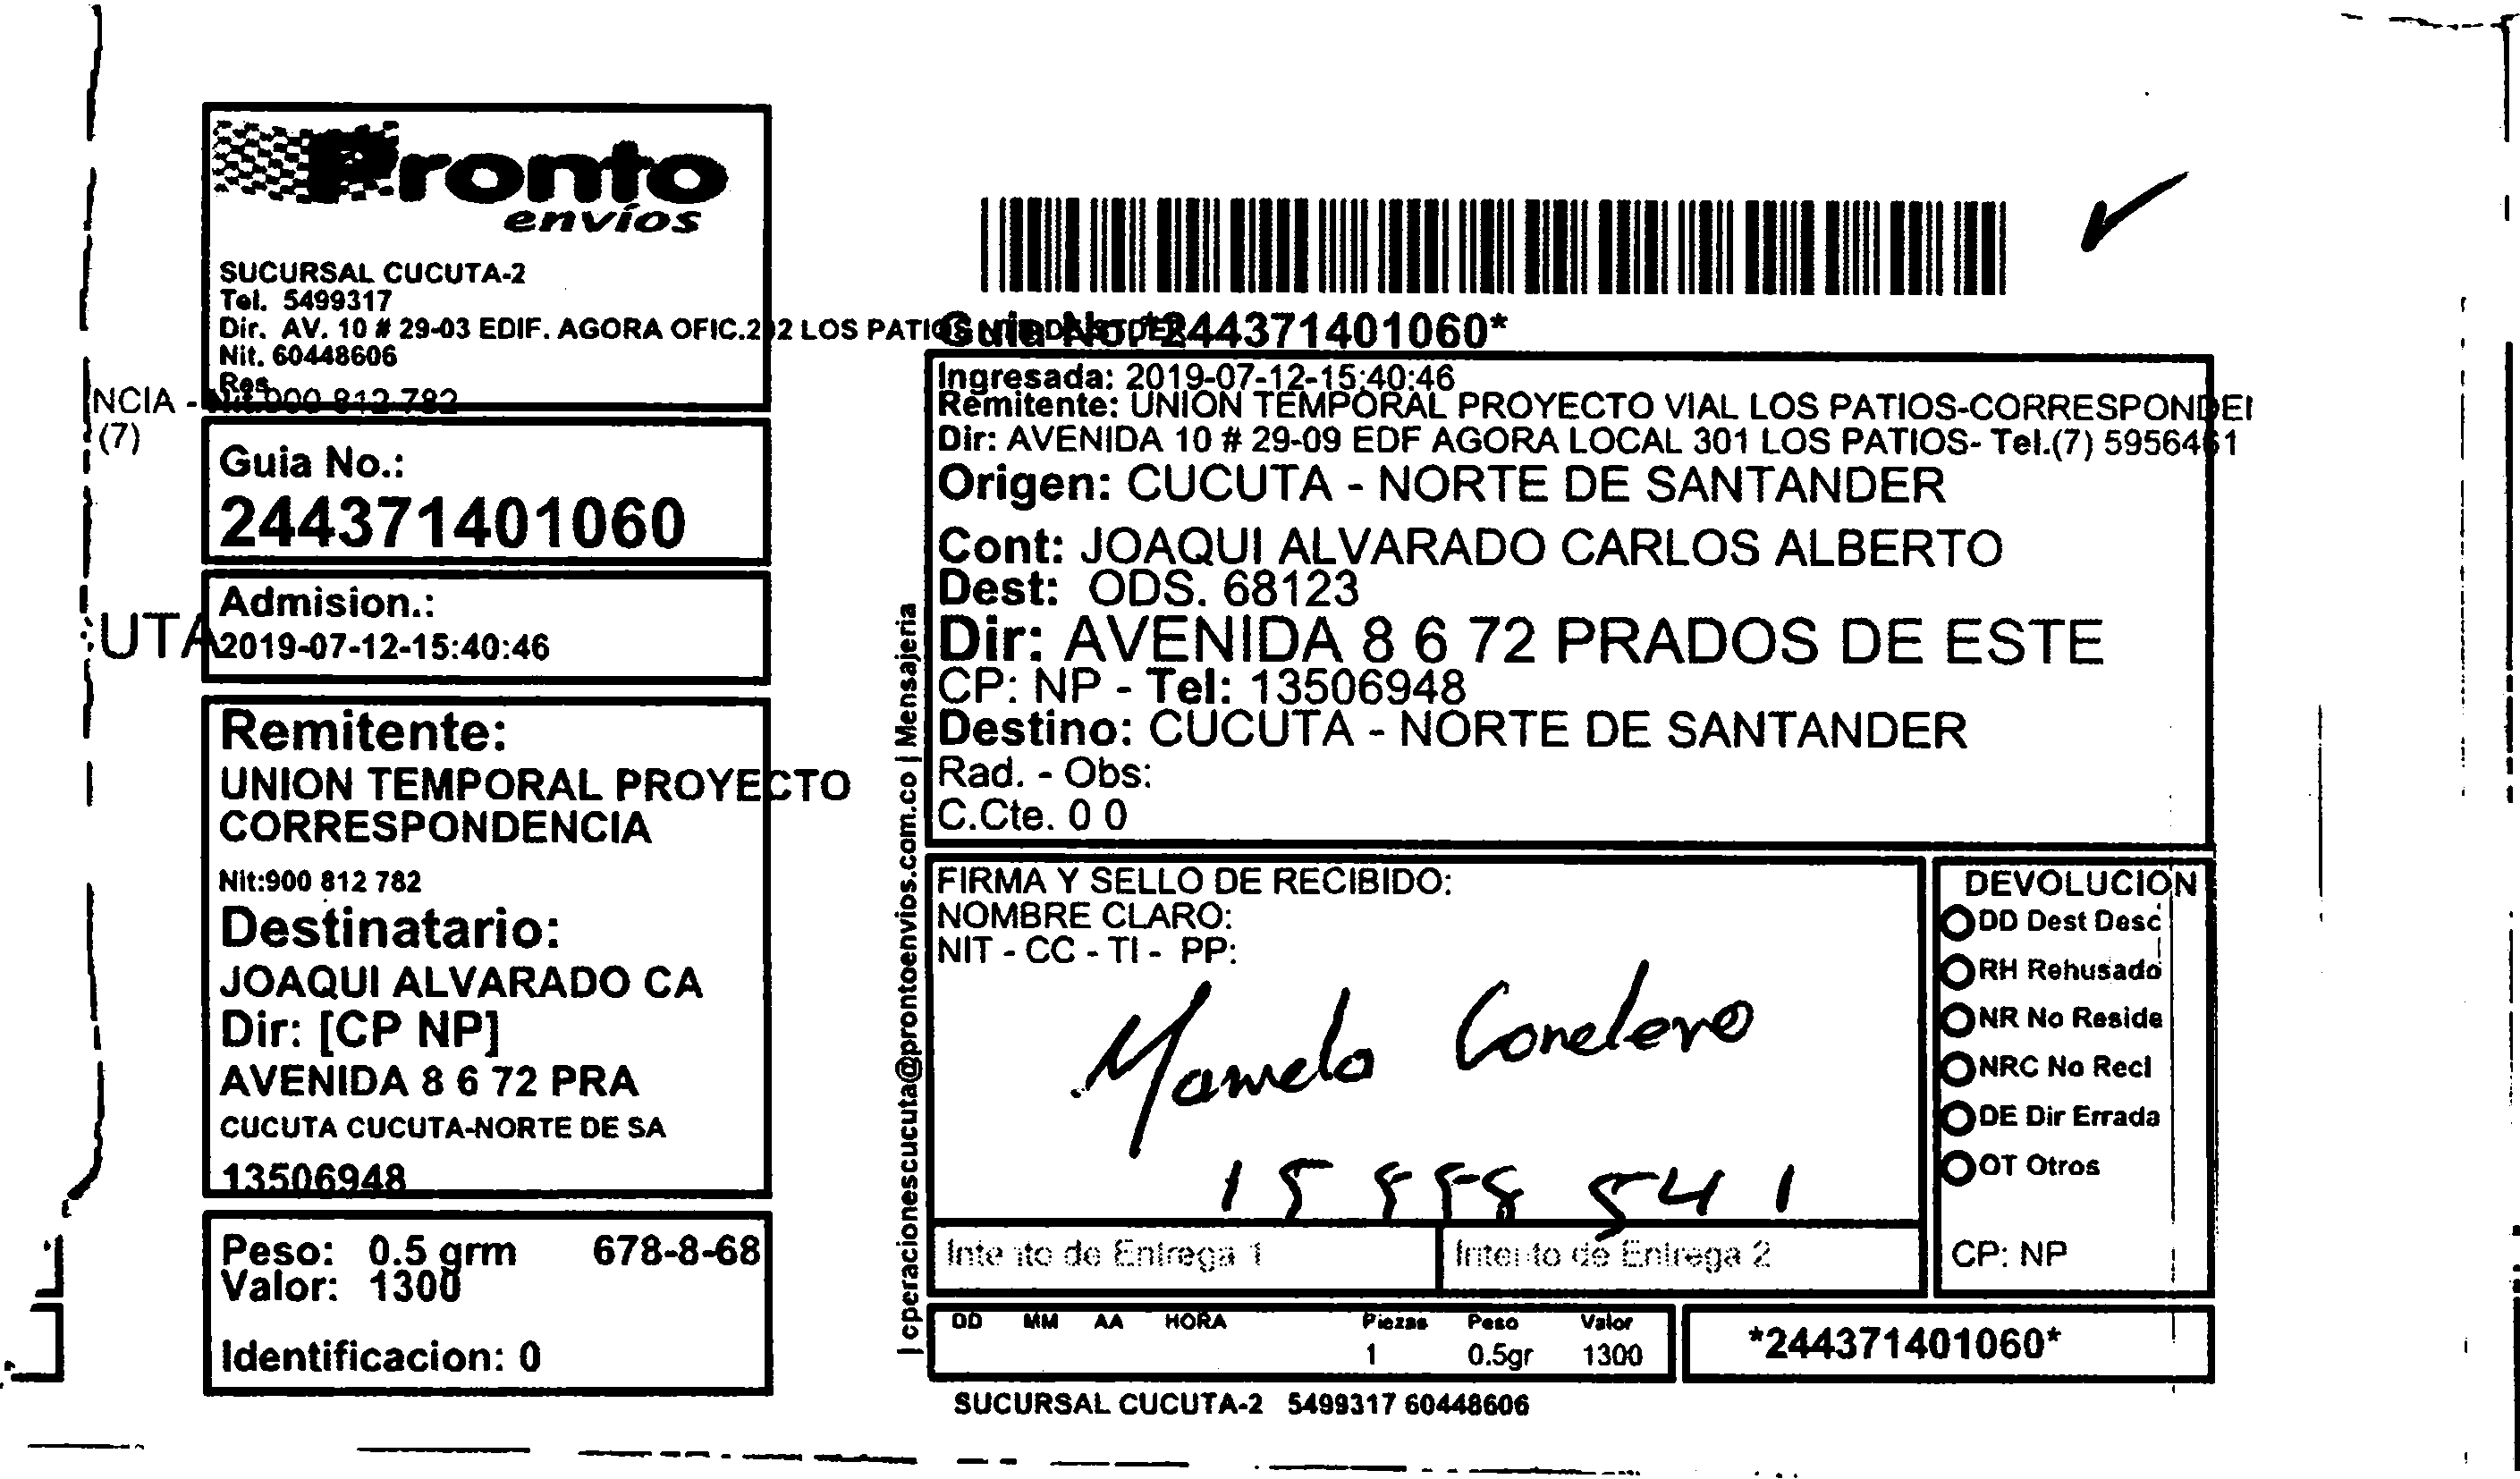 Pronto
envíos
SUCURSAL CUCUTA-2
Tel. 5499317
Dir. AV. 10 # 29-03 EDIF. AGORA OFIC.202 LOS PATIOS
Nit. 60448606
Res
NCIA - Nit:900 812 782
(7)
Guia No.:
244371401060
Admision.:
UTA
2019-07-12-15:40:46
Remitente:
UNION TEMPORAL PROYECTO
CORRESPONDENCIA
Nit:900 812 782
Destinatario:
JOAQUI ALVARADO CA
Dir: [CP NP]
AVENIDA 8 6 72 PRA
CUCUTA CUCUTA-NORTE DE SA
13506948
Peso: 0.5 grm 678-8-68
Valor: 1300
Identificacion: 0
| operacionescucuta@prontoenvios.com.co | Mensajeria
Guia No. *244371401060*
Ingresada: 2019-07-12-15:40:46
Remitente: UNION TEMPORAL PROYECTO VIAL LOS PATIOS-CORRESPONDEI
Dir: AVENIDA 10 # 29-09 EDF AGORA LOCAL 301 LOS PATIOS- Tel.(7) 5956461
Origen: CUCUTA - NORTE DE SANTANDER
Cont: JOAQUI ALVARADO CARLOS ALBERTO
Dest: ODS. 68123
Dir: AVENIDA 8 6 72 PRADOS DE ESTE
CP: NP - Tel: 13506948
Destino: CUCUTA - NORTE DE SANTANDER
Rad. - Obs:
C.Cte. 0 0
FIRMA Y SELLO DE RECIBIDO:
NOMBRE CLARO:
NIT - CC - TI - PP:
541
Intento de Entrega 1
Intento de Entrega 2
DEVOLUCION
DD Dest Desc
RH Rehusado
NR No Reside
NRC No Recl
DE Dir Errada
OT Otros
CP: NP
DD MM AA HORA Piezas Peso Valor
1 0.5gr 1300
*244371401060*
SUCURSAL CUCUTA-2 5499317 60448606